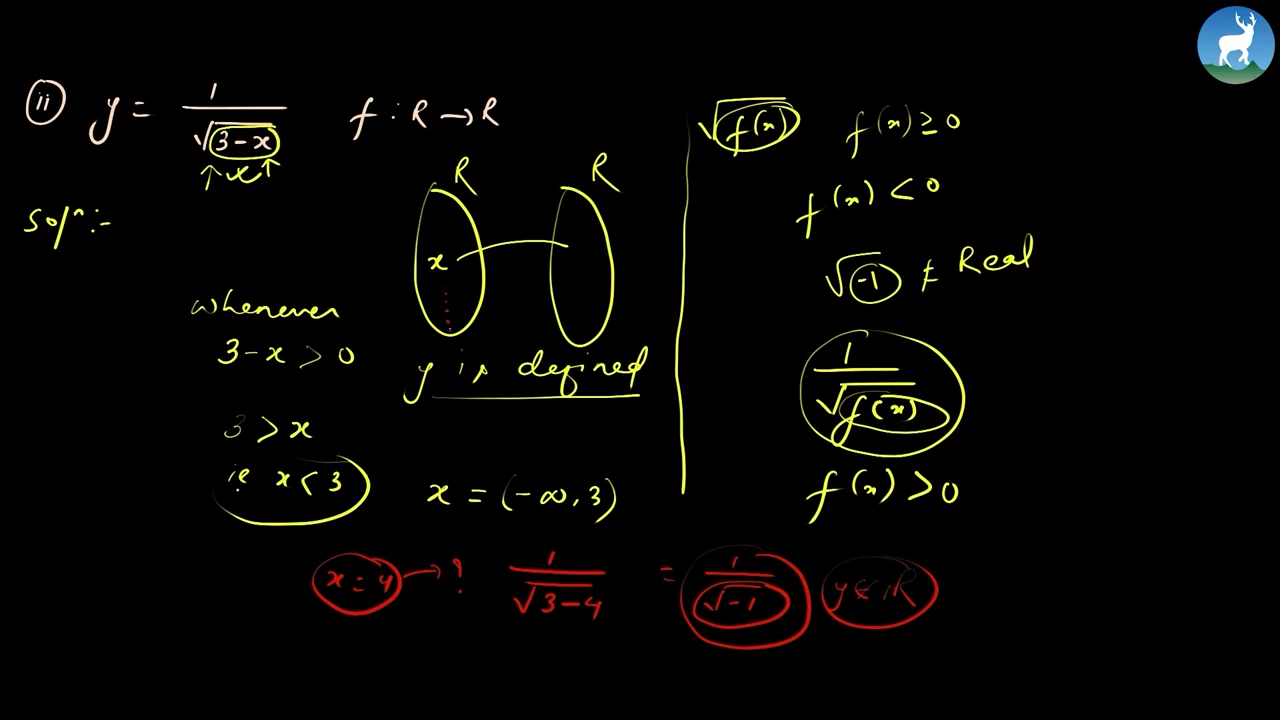 ii y = 1/√(3-x) f : R → R
↑ x ↑
Solⁿ :-
R R
x
whenever
3-x > 0
y is defined
3 > x
ie x < 3
x = (-∞, 3)
√f(x) f(x) ≥ 0
f(x) < 0
√-1 ∉ Real
1/√f(x)
f(x) > 0
x = 4 → ? 1/√(3-4) = 1/√-1 y ∉ R